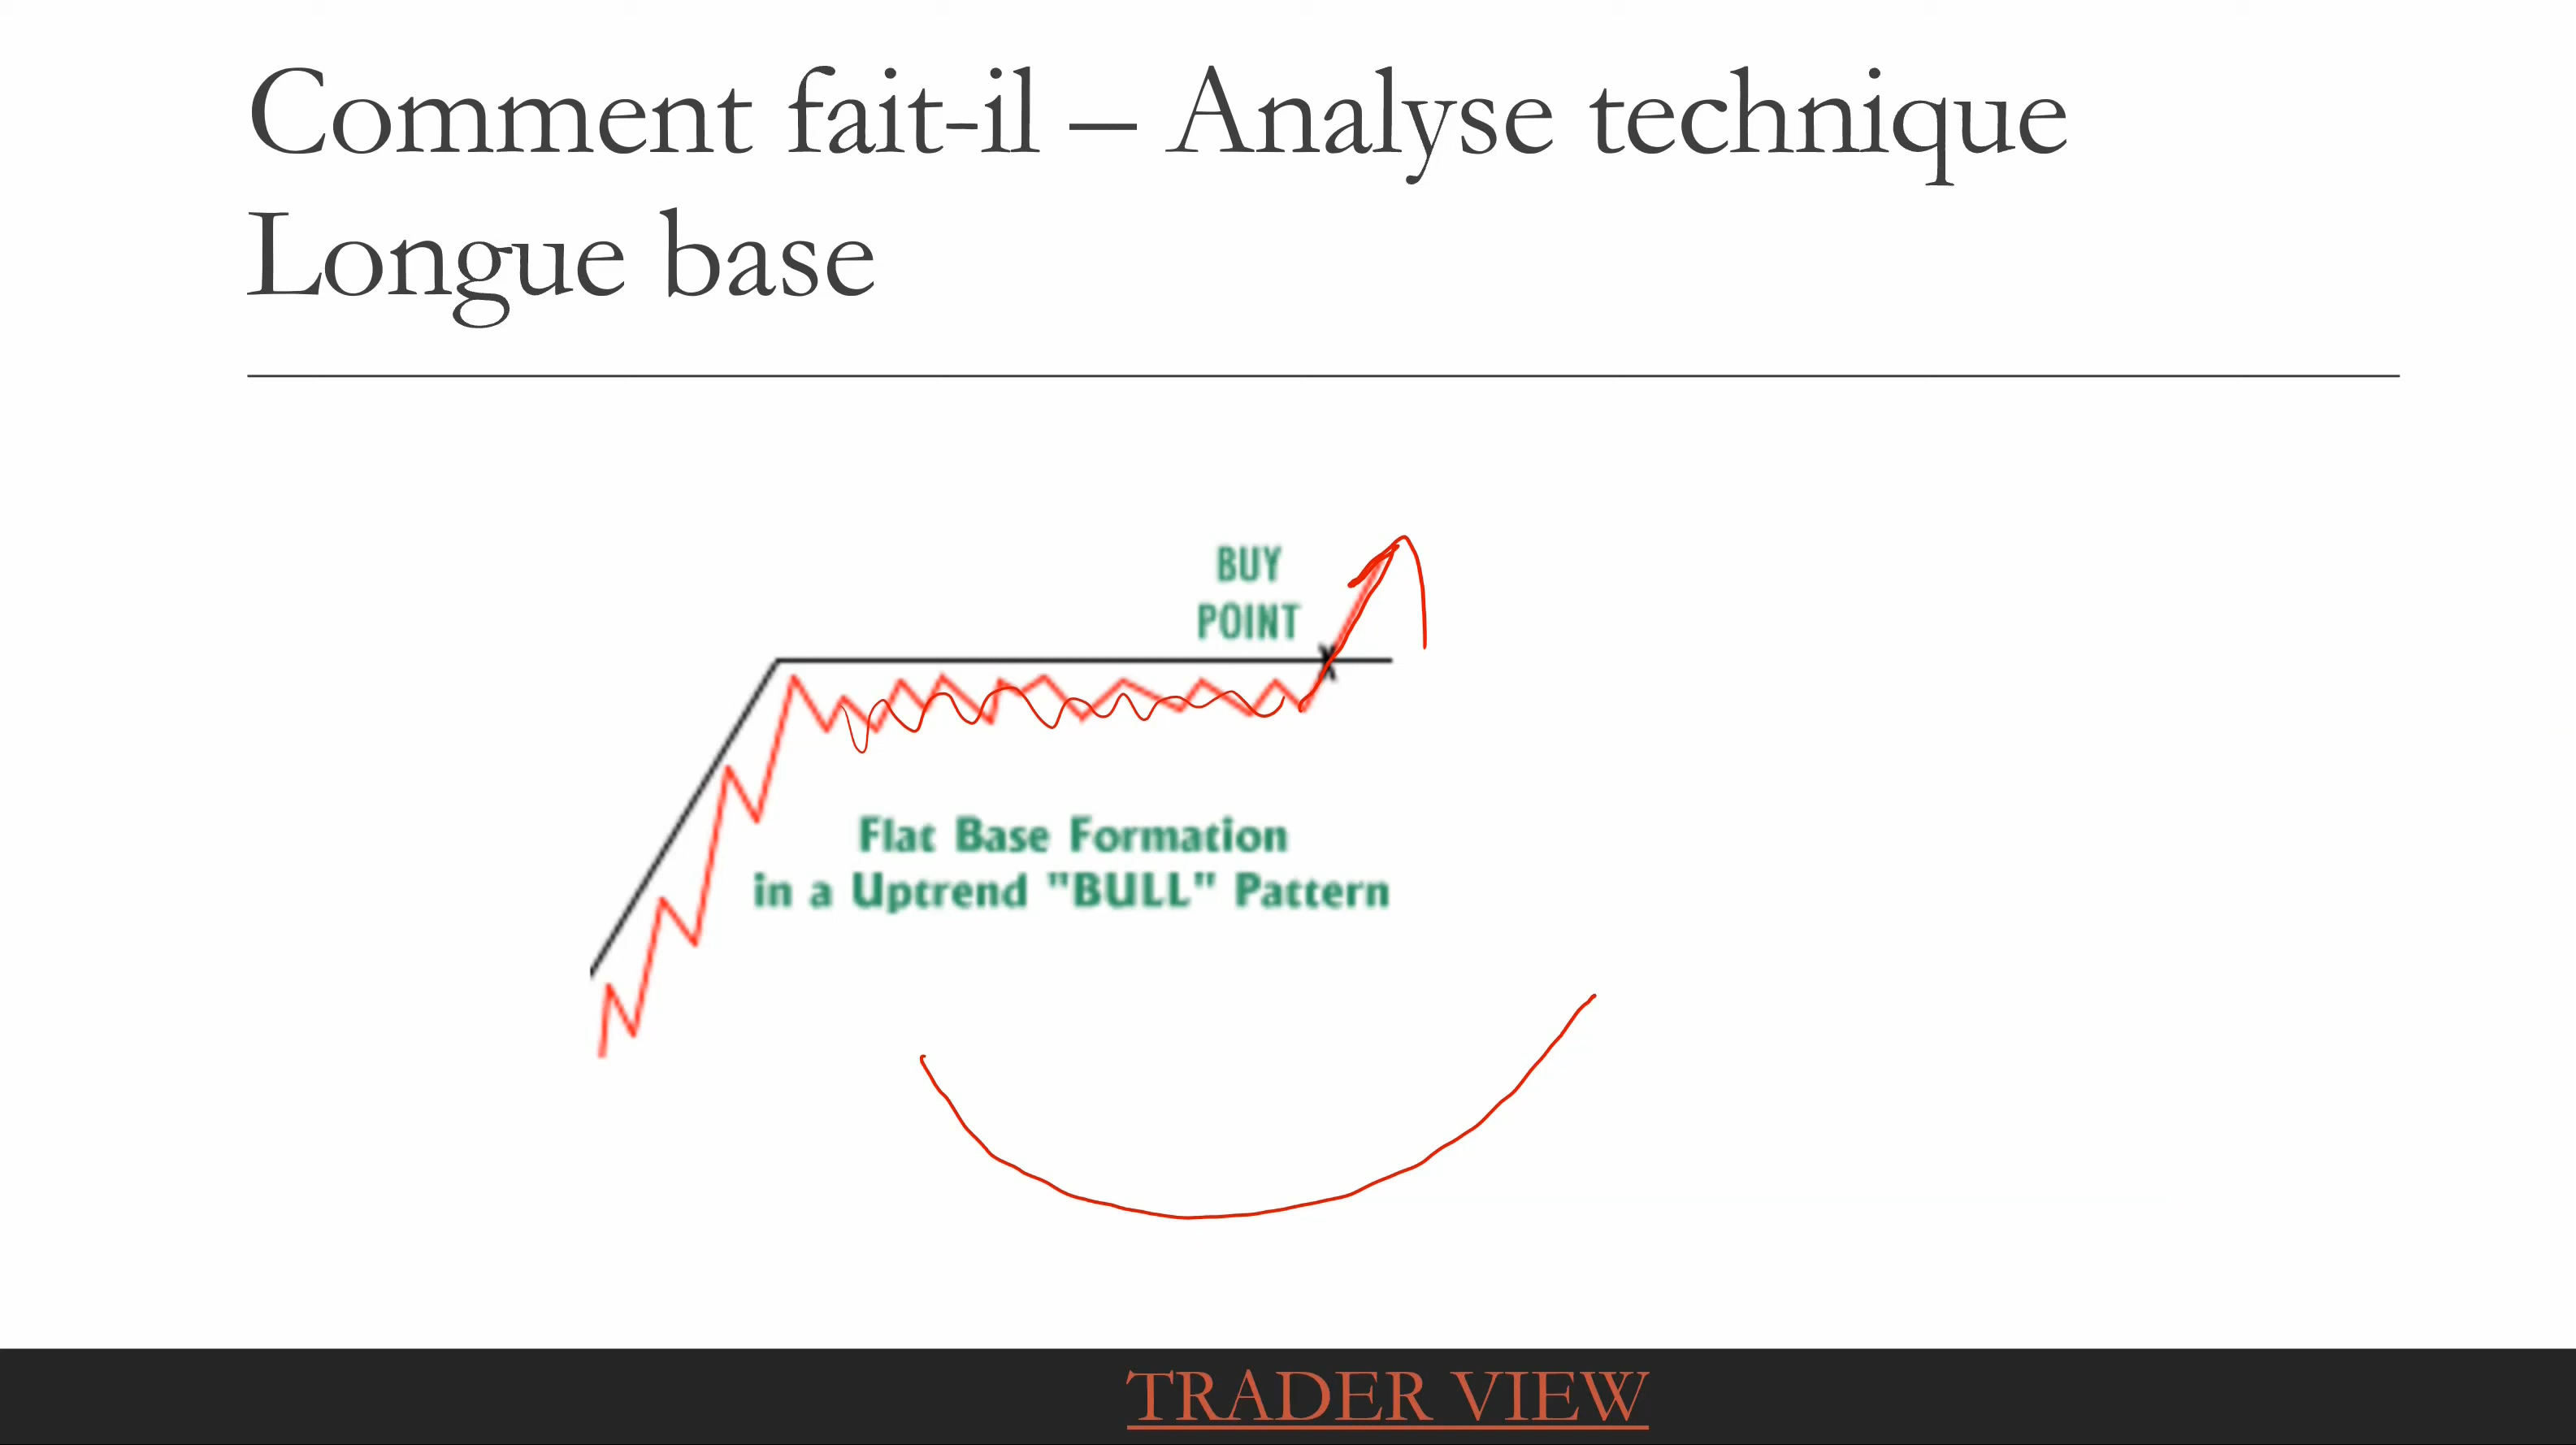 Comment fait-il – Analyse technique
Longue base
BUY
POINT
Flat Base Formation
in a Uptrend "BULL" Pattern
TRADER VIEW